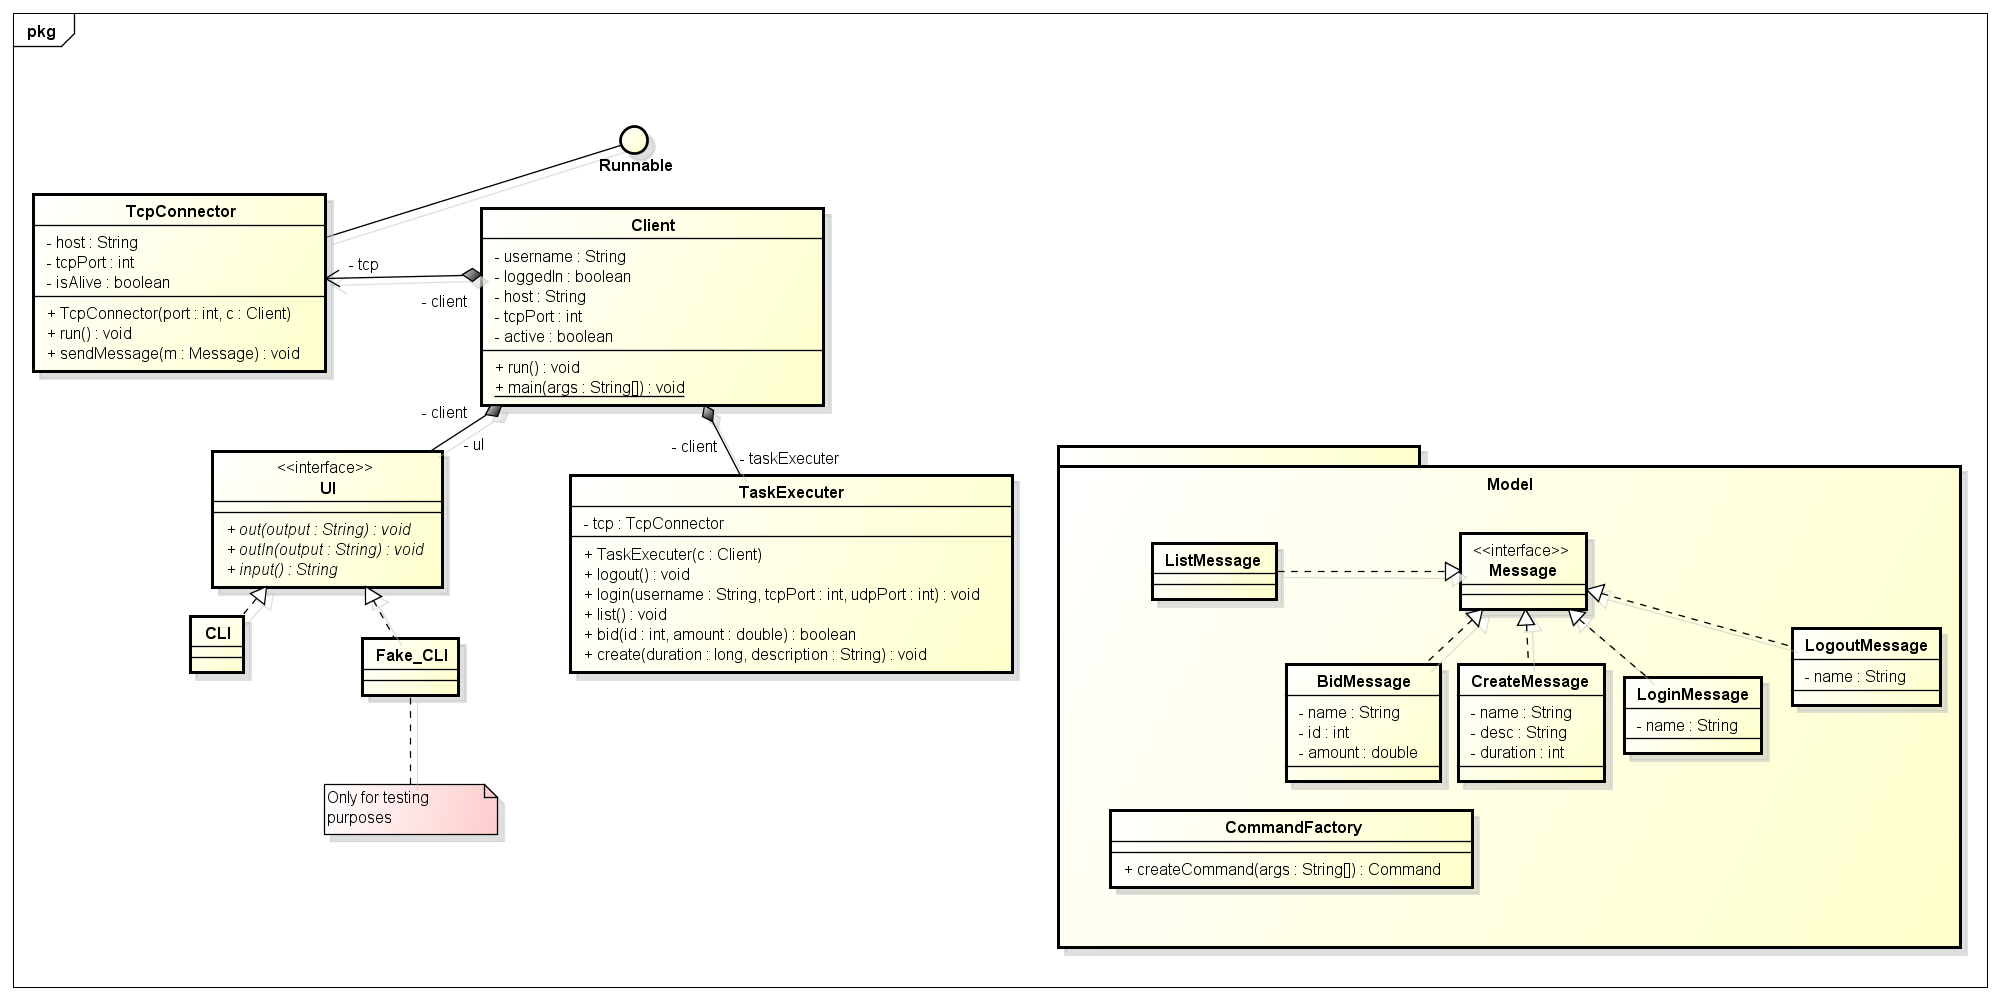 pkg
Runnable
TcpConnector
- host : String
- tcpPort : int
- isAlive : boolean
+ TcpConnector(port : int, c : Client)
+ run() : void
+ sendMessage(m : Message) : void
- tcp
- client
Client
- username : String
- loggedIn : boolean
- host : String
- tcpPort : int
- active : boolean
+ run() : void
+ main(args : String[]) : void
- client
- uI
- client
- taskExecuter
<<interface>>
UI
+ out(output : String) : void
+ outln(output : String) : void
+ input() : String
CLI
Fake_CLI
Only for testing
purposes
TaskExecuter
- tcp : TcpConnector
+ TaskExecuter(c : Client)
+ logout() : void
+ login(username : String, tcpPort : int, udpPort : int) : void
+ list() : void
+ bid(id : int, amount : double) : boolean
+ create(duration : long, description : String) : void
Model
ListMessage
<<interface>>
Message
BidMessage
- name : String
- id : int
- amount : double
CreateMessage
- name : String
- desc : String
- duration : int
LoginMessage
- name : String
LogoutMessage
- name : String
CommandFactory
+ createCommand(args : String[]) : Command